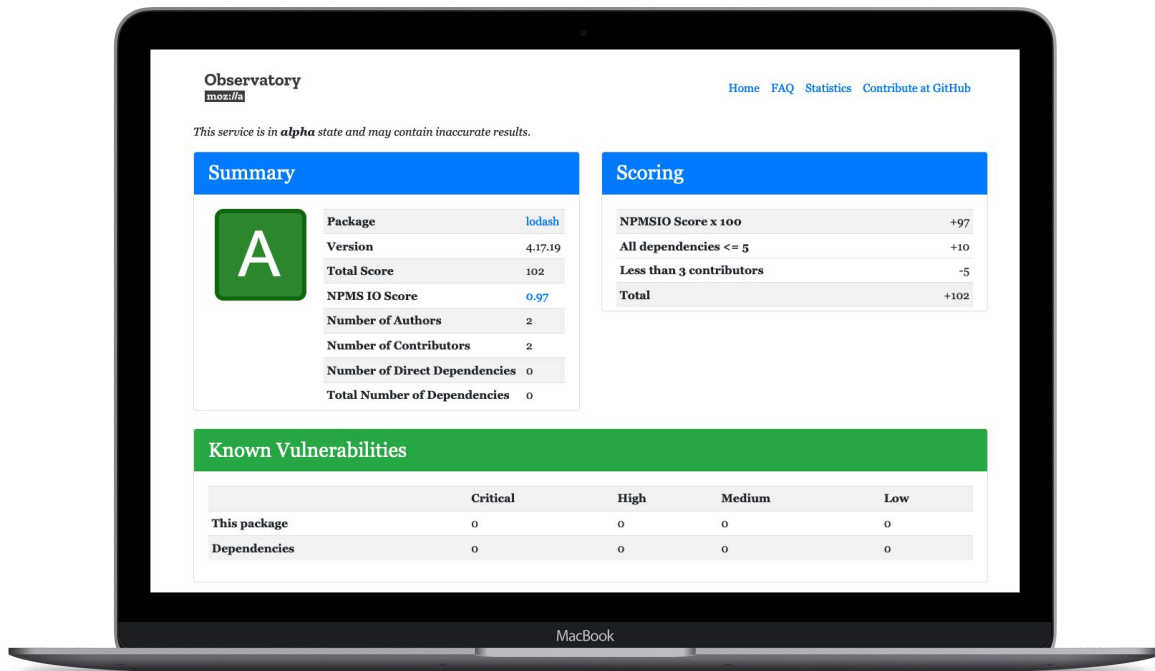 Observatory
moz://a
Home FAQ Statistics Contribute at GitHub
This service is in alpha state and may contain inaccurate results.
Summary
A
Package lodash
Version 4.17.19
Total Score 102
NPMS IO Score 0.97
Number of Authors 2
Number of Contributors 2
Number of Direct Dependencies 0
Total Number of Dependencies 0
Scoring
NPMSIO Score x 100 +97
All dependencies <= 5 +10
Less than 3 contributors -5
Total +102
Known Vulnerabilities
Critical High Medium Low
This package 0 0 0 0
Dependencies 0 0 0 0
MacBook